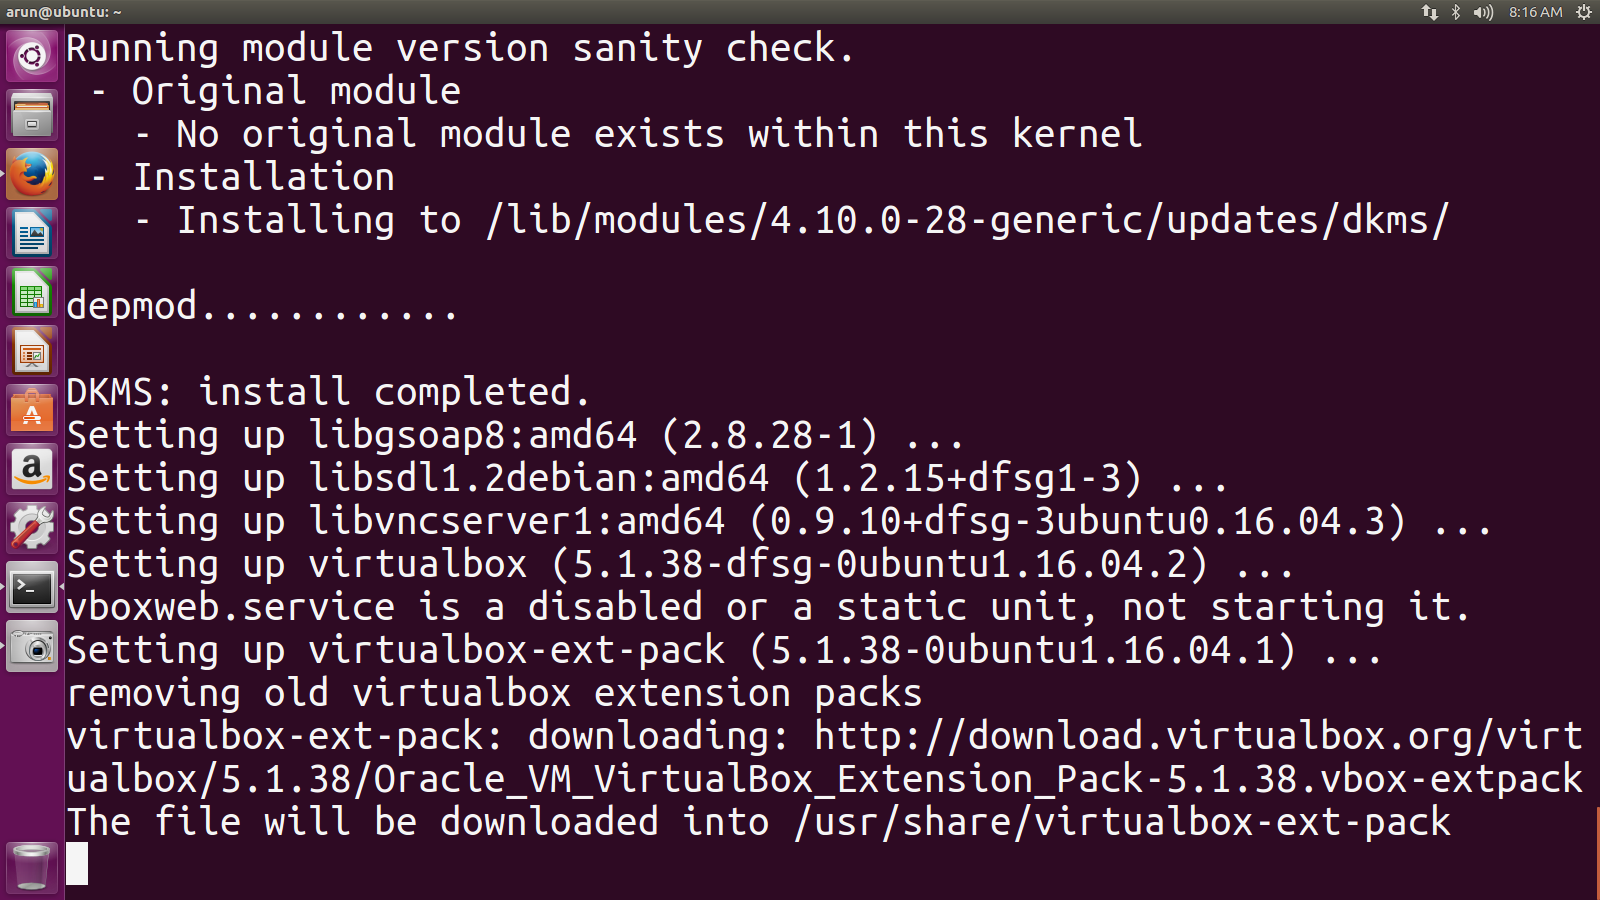 arun@ubuntu: ~
8:16 AM
Running module version sanity check.
 - Original module
   - No original module exists within this kernel
 - Installation
   - Installing to /lib/modules/4.10.0-28-generic/updates/dkms/
depmod............
DKMS: install completed.
Setting up libgsoap8:amd64 (2.8.28-1) ...
Setting up libsdl1.2debian:amd64 (1.2.15+dfsg1-3) ...
Setting up libvncserver1:amd64 (0.9.10+dfsg-3ubuntu0.16.04.3) ...
Setting up virtualbox (5.1.38-dfsg-0ubuntu1.16.04.2) ...
vboxweb.service is a disabled or a static unit, not starting it.
Setting up virtualbox-ext-pack (5.1.38-0ubuntu1.16.04.1) ...
removing old virtualbox extension packs
virtualbox-ext-pack: downloading: http://download.virtualbox.org/virt
ualbox/5.1.38/Oracle_VM_VirtualBox_Extension_Pack-5.1.38.vbox-extpack
The file will be downloaded into /usr/share/virtualbox-ext-pack